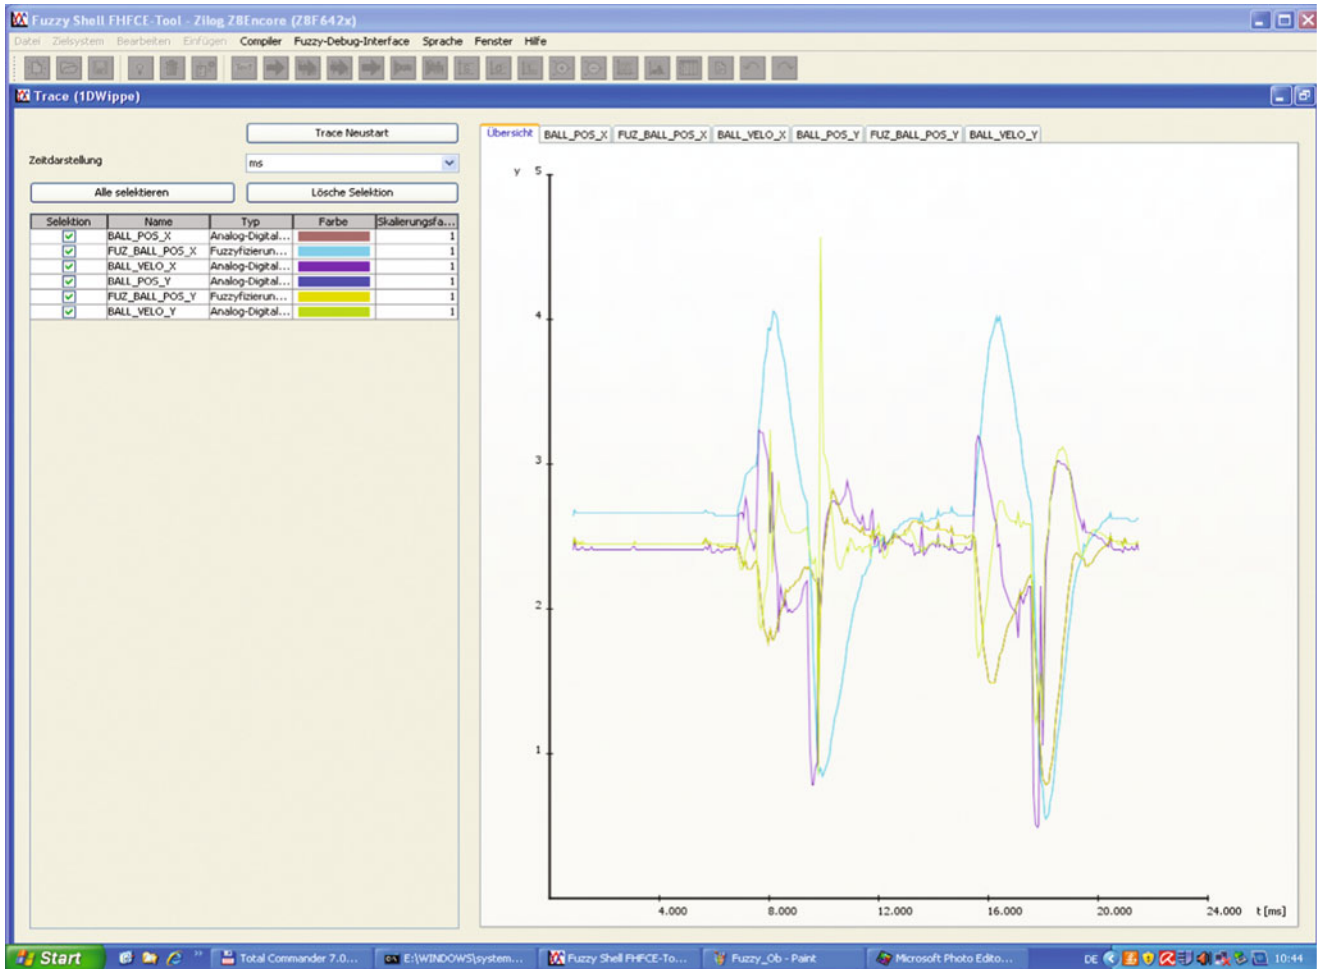 Fuzzy Shell FHFCE-Tool - Zilog Z8Encore (Z8F642x)
Datei Zielsystem Bearbeiten Einfügen Compiler Fuzzy-Debug-Interface Sprache Fenster Hilfe
Trace (1DWippe)
Trace Neustart
Zeitdarstellung
ms
Alle selektieren
Lösche Selektion
Selektion Name Typ Farbe Skalierungsfa...
BALL_POS_X Analog-Digital... 1
FUZ_BALL_POS_X Fuzzyfizierun... 1
BALL_VELO_X Analog-Digital... 1
BALL_POS_Y Analog-Digital... 1
FUZ_BALL_POS_Y Fuzzyfizierun... 1
BALL_VELO_Y Analog-Digital... 1
Übersicht BALL_POS_X FUZ_BALL_POS_X BALL_VELO_X BALL_POS_Y FUZ_BALL_POS_Y BALL_VELO_Y
y 5
4
3
2
1
4.000 8.000 12.000 16.000 20.000 24.000 t [ms]
Start Total Commander 7.0... E:\WINDOWS\system... Fuzzy Shell FHFCE-To... Fuzzy_Ob - Paint Microsoft Photo Edito... DE 10:44